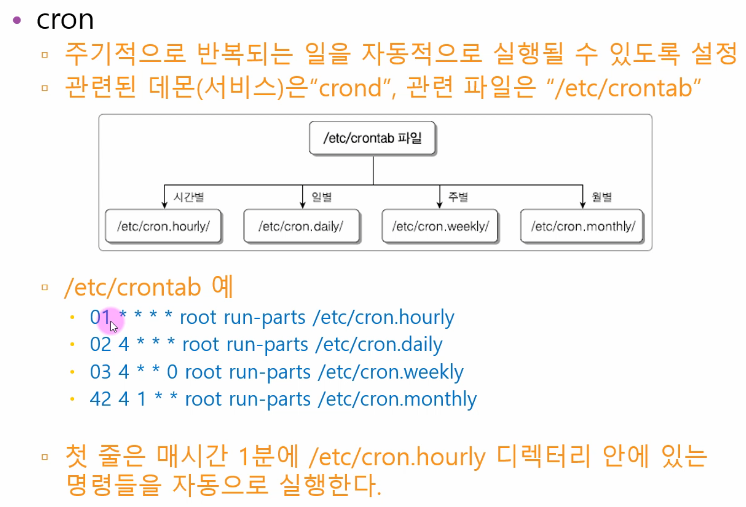 cron
주기적으로 반복되는 일을 자동적으로 실행될 수 있도록 설정
관련된 데몬(서비스)은“crond”, 관련 파일은 “/etc/crontab”
/etc/crontab 파일
시간별
일별
주별
월별
/etc/cron.hourly/
/etc/cron.daily/
/etc/cron.weekly/
/etc/cron.monthly/
/etc/crontab 예
01 * * * * root run-parts /etc/cron.hourly
02 4 * * * root run-parts /etc/cron.daily
03 4 * * 0 root run-parts /etc/cron.weekly
42 4 1 * * root run-parts /etc/cron.monthly
첫 줄은 매시간 1분에 /etc/cron.hourly 디렉터리 안에 있는
명령들을 자동으로 실행한다.